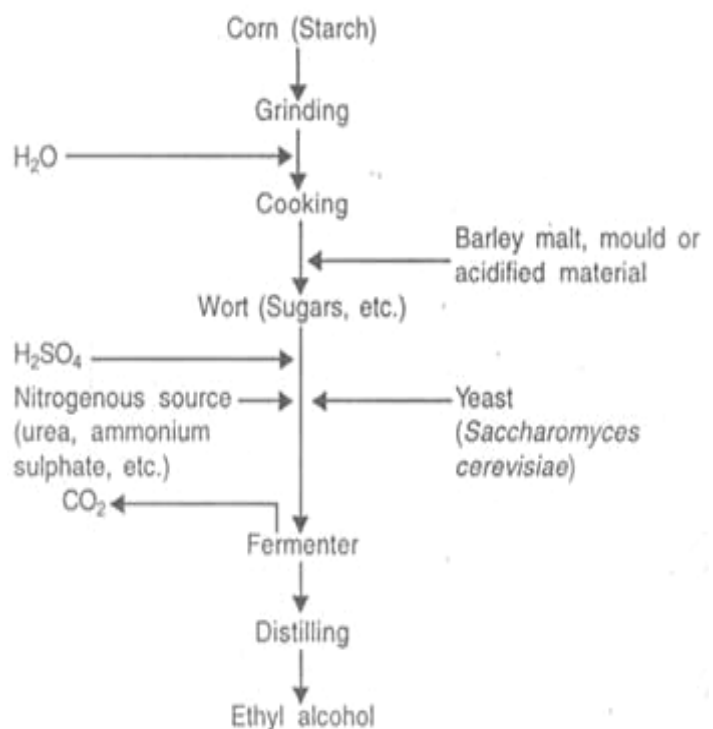 Corn (Starch)
Grinding
H₂O
Cooking
Barley malt, mould or
acidified material
Wort (Sugars, etc.)
H₂SO₄
Nitrogenous source
(urea, ammonium
sulphate, etc.)
Yeast
(Saccharomyces
cerevisiae)
CO₂
Fermenter
Distilling
Ethyl alcohol